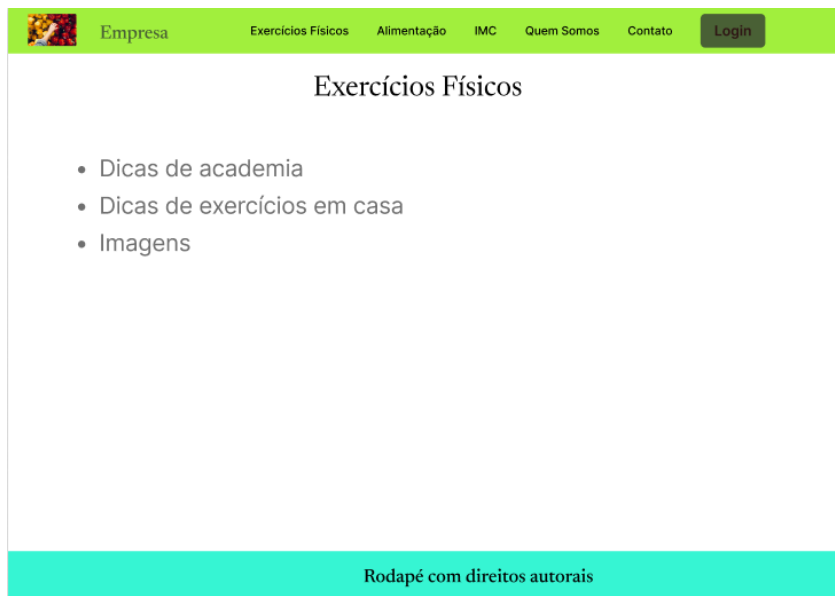 Empresa Exercícios Físicos Alimentação IMC Quem Somos Contato Login
Exercícios Físicos
Dicas de academia
Dicas de exercícios em casa
Imagens
Rodapé com direitos autorais